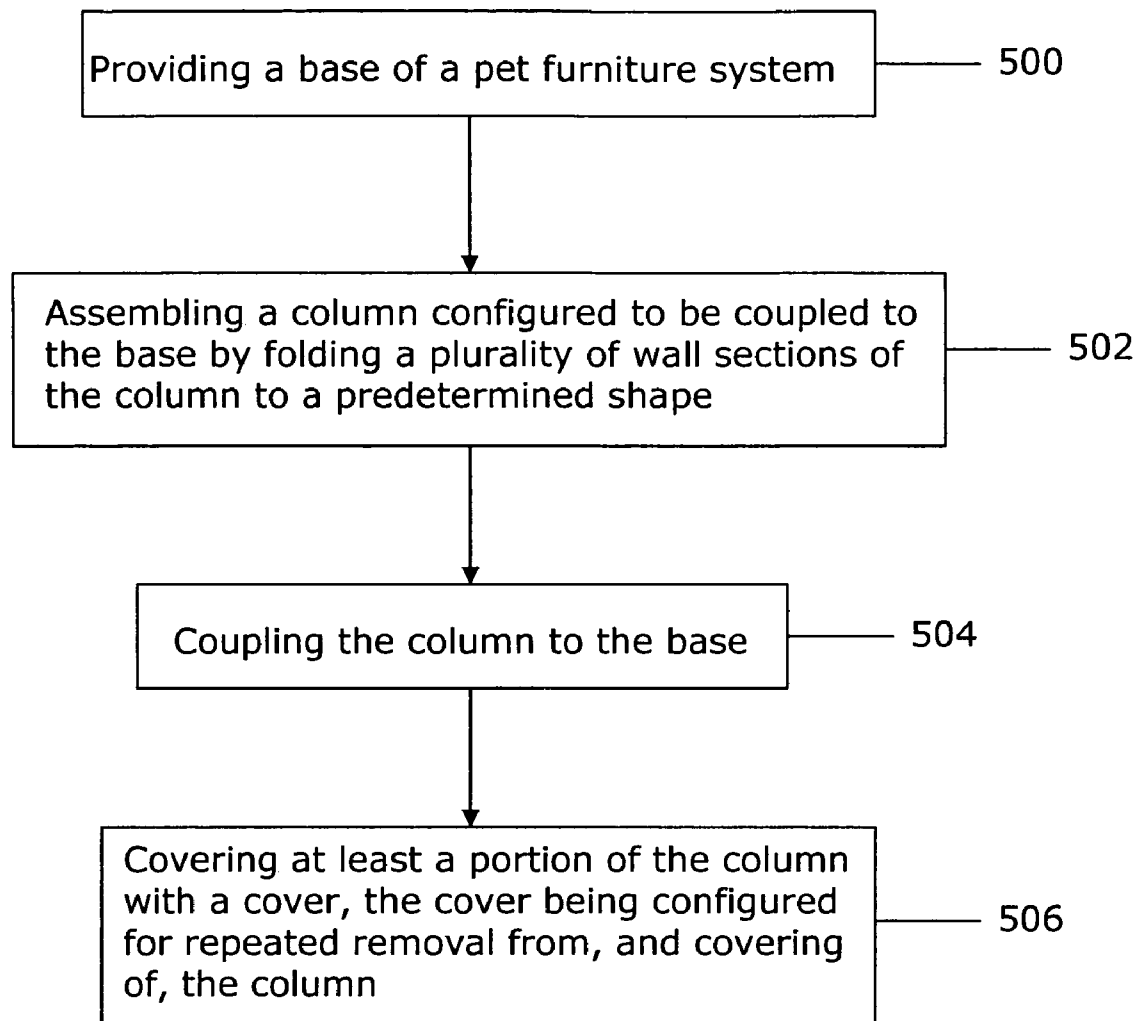 Providing a base of a pet furniture system
500
Assembling a column configured to be coupled to
the base by folding a plurality of wall sections of
the column to a predetermined shape
502
Coupling the column to the base
504
Covering at least a portion of the column
with a cover, the cover being configured
for repeated removal from, and covering
of, the column
506